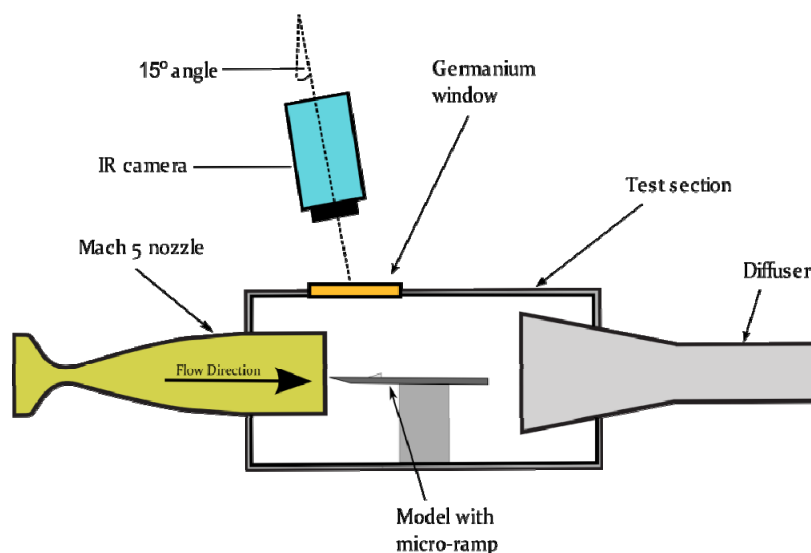 15º angle
Germanium
window
IR camera
Test section
Mach 5 nozzle
Diffuser
Flow Direction
Model with
micro-ramp